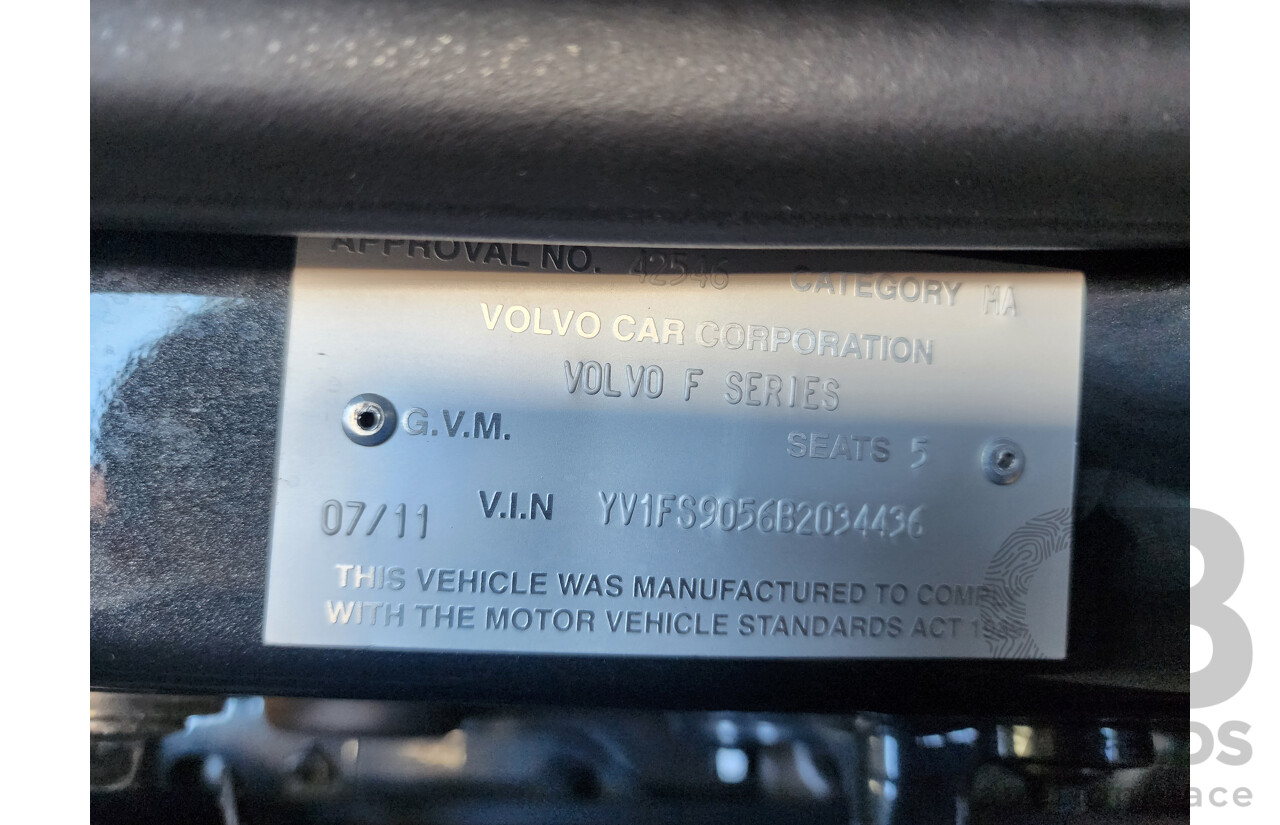 APPROVAL NO. 42546 CATEGORY MA
VOLVO CAR CORPORATION
VOLVO F SERIES
G.V.M. SEATS 5
07/11 V.I.N YV1FS9056B2034436
THIS VEHICLE WAS MANUFACTURED TO COMPLY
WITH THE MOTOR VEHICLE STANDARDS ACT